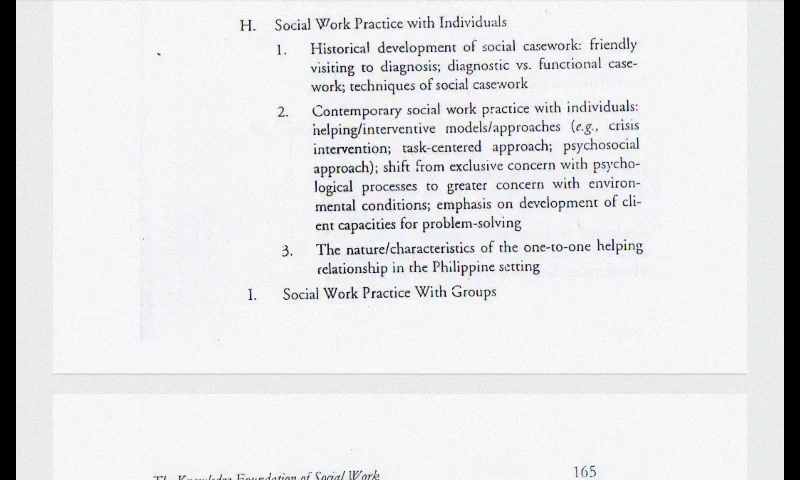 H. Social Work Practice with Individuals
1. Historical development of social casework: friendly
visiting to diagnosis; diagnostic vs. functional case-
work; techniques of social casework
2. Contemporary social work practice with individuals:
helping/interventive models/approaches (e.g., crisis
intervention; task-centered approach; psychosocial
approach); shift from exclusive concern with psycho-
logical processes to greater concern with environ-
mental conditions; emphasis on development of cli-
ent capacities for problem-solving
3. The nature/characteristics of the one-to-one helping
relationship in the Philippine setting
I. Social Work Practice With Groups
The Knowledge Foundation of Social Work 165